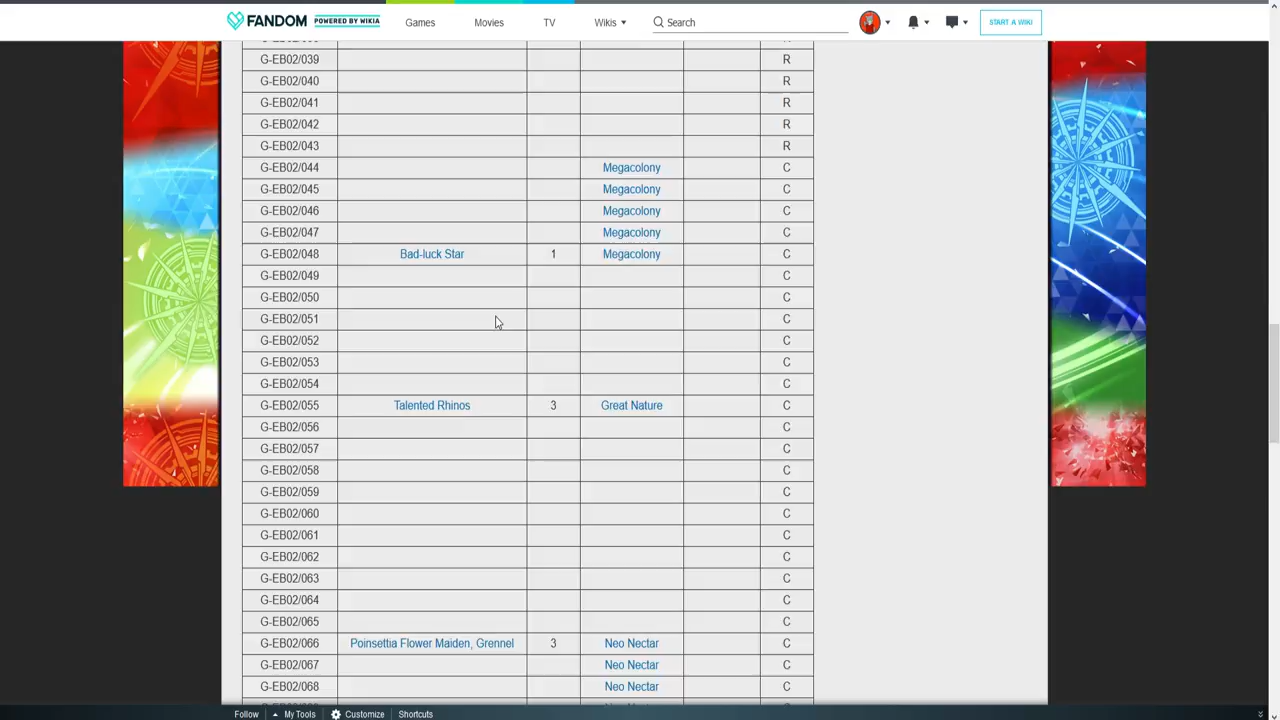 FANDOM POWERED BY WIKIA Games Movies TV Wikis Search START A WIKI
G-EB02/039 R
G-EB02/040 R
G-EB02/041 R
G-EB02/042 R
G-EB02/043 R
G-EB02/044 Megacolony C
G-EB02/045 Megacolony C
G-EB02/046 Megacolony C
G-EB02/047 Megacolony C
G-EB02/048 Bad-luck Star 1 Megacolony C
G-EB02/049 C
G-EB02/050 C
G-EB02/051 C
G-EB02/052 C
G-EB02/053 C
G-EB02/054 C
G-EB02/055 Talented Rhinos 3 Great Nature C
G-EB02/056 C
G-EB02/057 C
G-EB02/058 C
G-EB02/059 C
G-EB02/060 C
G-EB02/061 C
G-EB02/062 C
G-EB02/063 C
G-EB02/064 C
G-EB02/065 C
G-EB02/066 Poinsettia Flower Maiden, Grennel 3 Neo Nectar C
G-EB02/067 Neo Nectar C
G-EB02/068 Neo Nectar C
Follow My Tools Customize Shortcuts